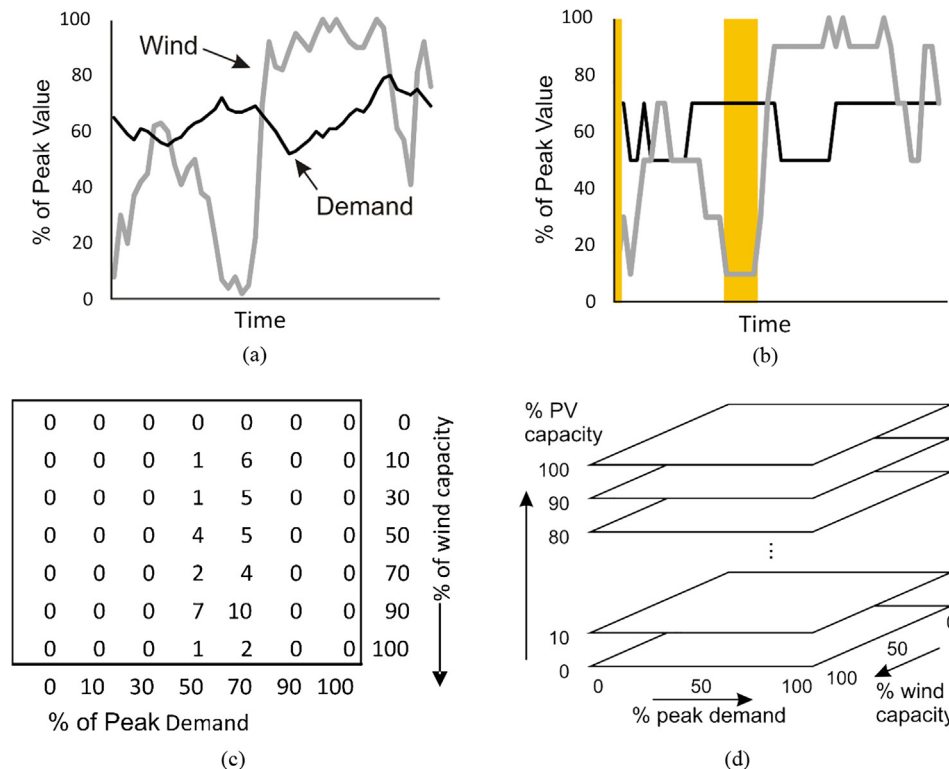 100
80
60
40
20
0
% of Peak Value
Wind
Demand
Time
(a)
100
80
60
40
20
0
% of Peak Value
Time
(b)
0 0 0 0 0 0 0 0
0 0 0 1 6 0 0 10
0 0 0 1 5 0 0 30
0 0 0 4 5 0 0 50
0 0 0 2 4 0 0 70
0 0 0 7 10 0 0 90
0 0 0 1 2 0 0 100
% of wind capacity
0 10 30 50 70 90 100
% of Peak Demand
(c)
% PV
capacity
100
90
80
⋮
10
0
0 50 100
% peak demand
100 50
% wind
capacity
(d)